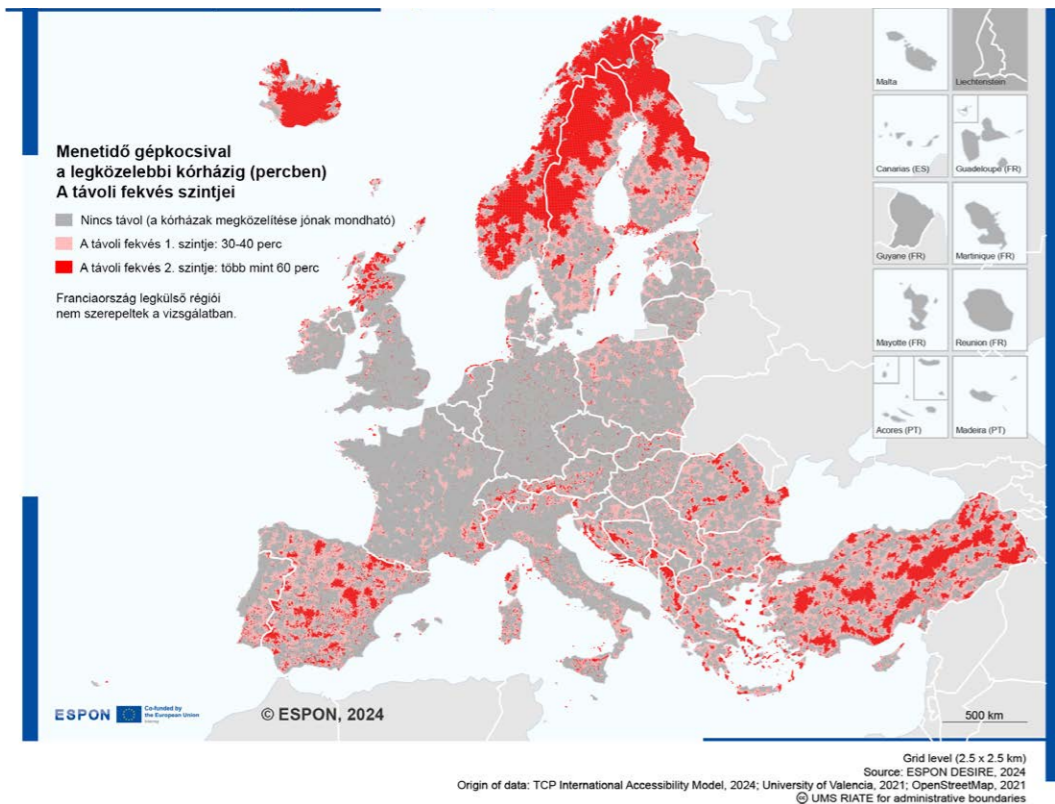 Menetidő gépkocsival
a legközelebbi kórházig (percben)
A távoli fekvés szintjei
Nincs távol (a kórházak megközelítése jónak mondható)
A távoli fekvés 1. szintje: 30-40 perc
A távoli fekvés 2. szintje: több mint 60 perc
Franciaország legkülső régiói
nem szerepeltek a vizsgálatban.
Malta
Liechtenstein
Canarias (ES)
Guadeloupe (FR)
Guyane (FR)
Martinique (FR)
Mayotte (FR)
Reunion (FR)
Acores (PT)
Madeira (PT)
ESPON
Co-funded by
the European Union
Interreg
© ESPON, 2024
500 km
Grid level (2.5 x 2.5 km)
Source: ESPON DESIRE, 2024
Origin of data: TCP International Accessibility Model, 2024; University of Valencia, 2021; OpenStreetMap, 2021
UMS RIATE for administrative boundaries